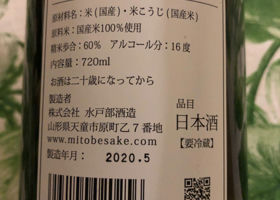 原材料名：米(国産)・米こうじ(国産米)
原料米：国産米100%使用
精米歩合：60%　アルコール分：16度
内容量：720ml
お酒は二十歳になってから
製造者
株式会社 水戸部酒造
山形県天童市原町乙7番地
www.mitobesake.com
製造年月： 2020.5
品目
日本酒
【要冷蔵】